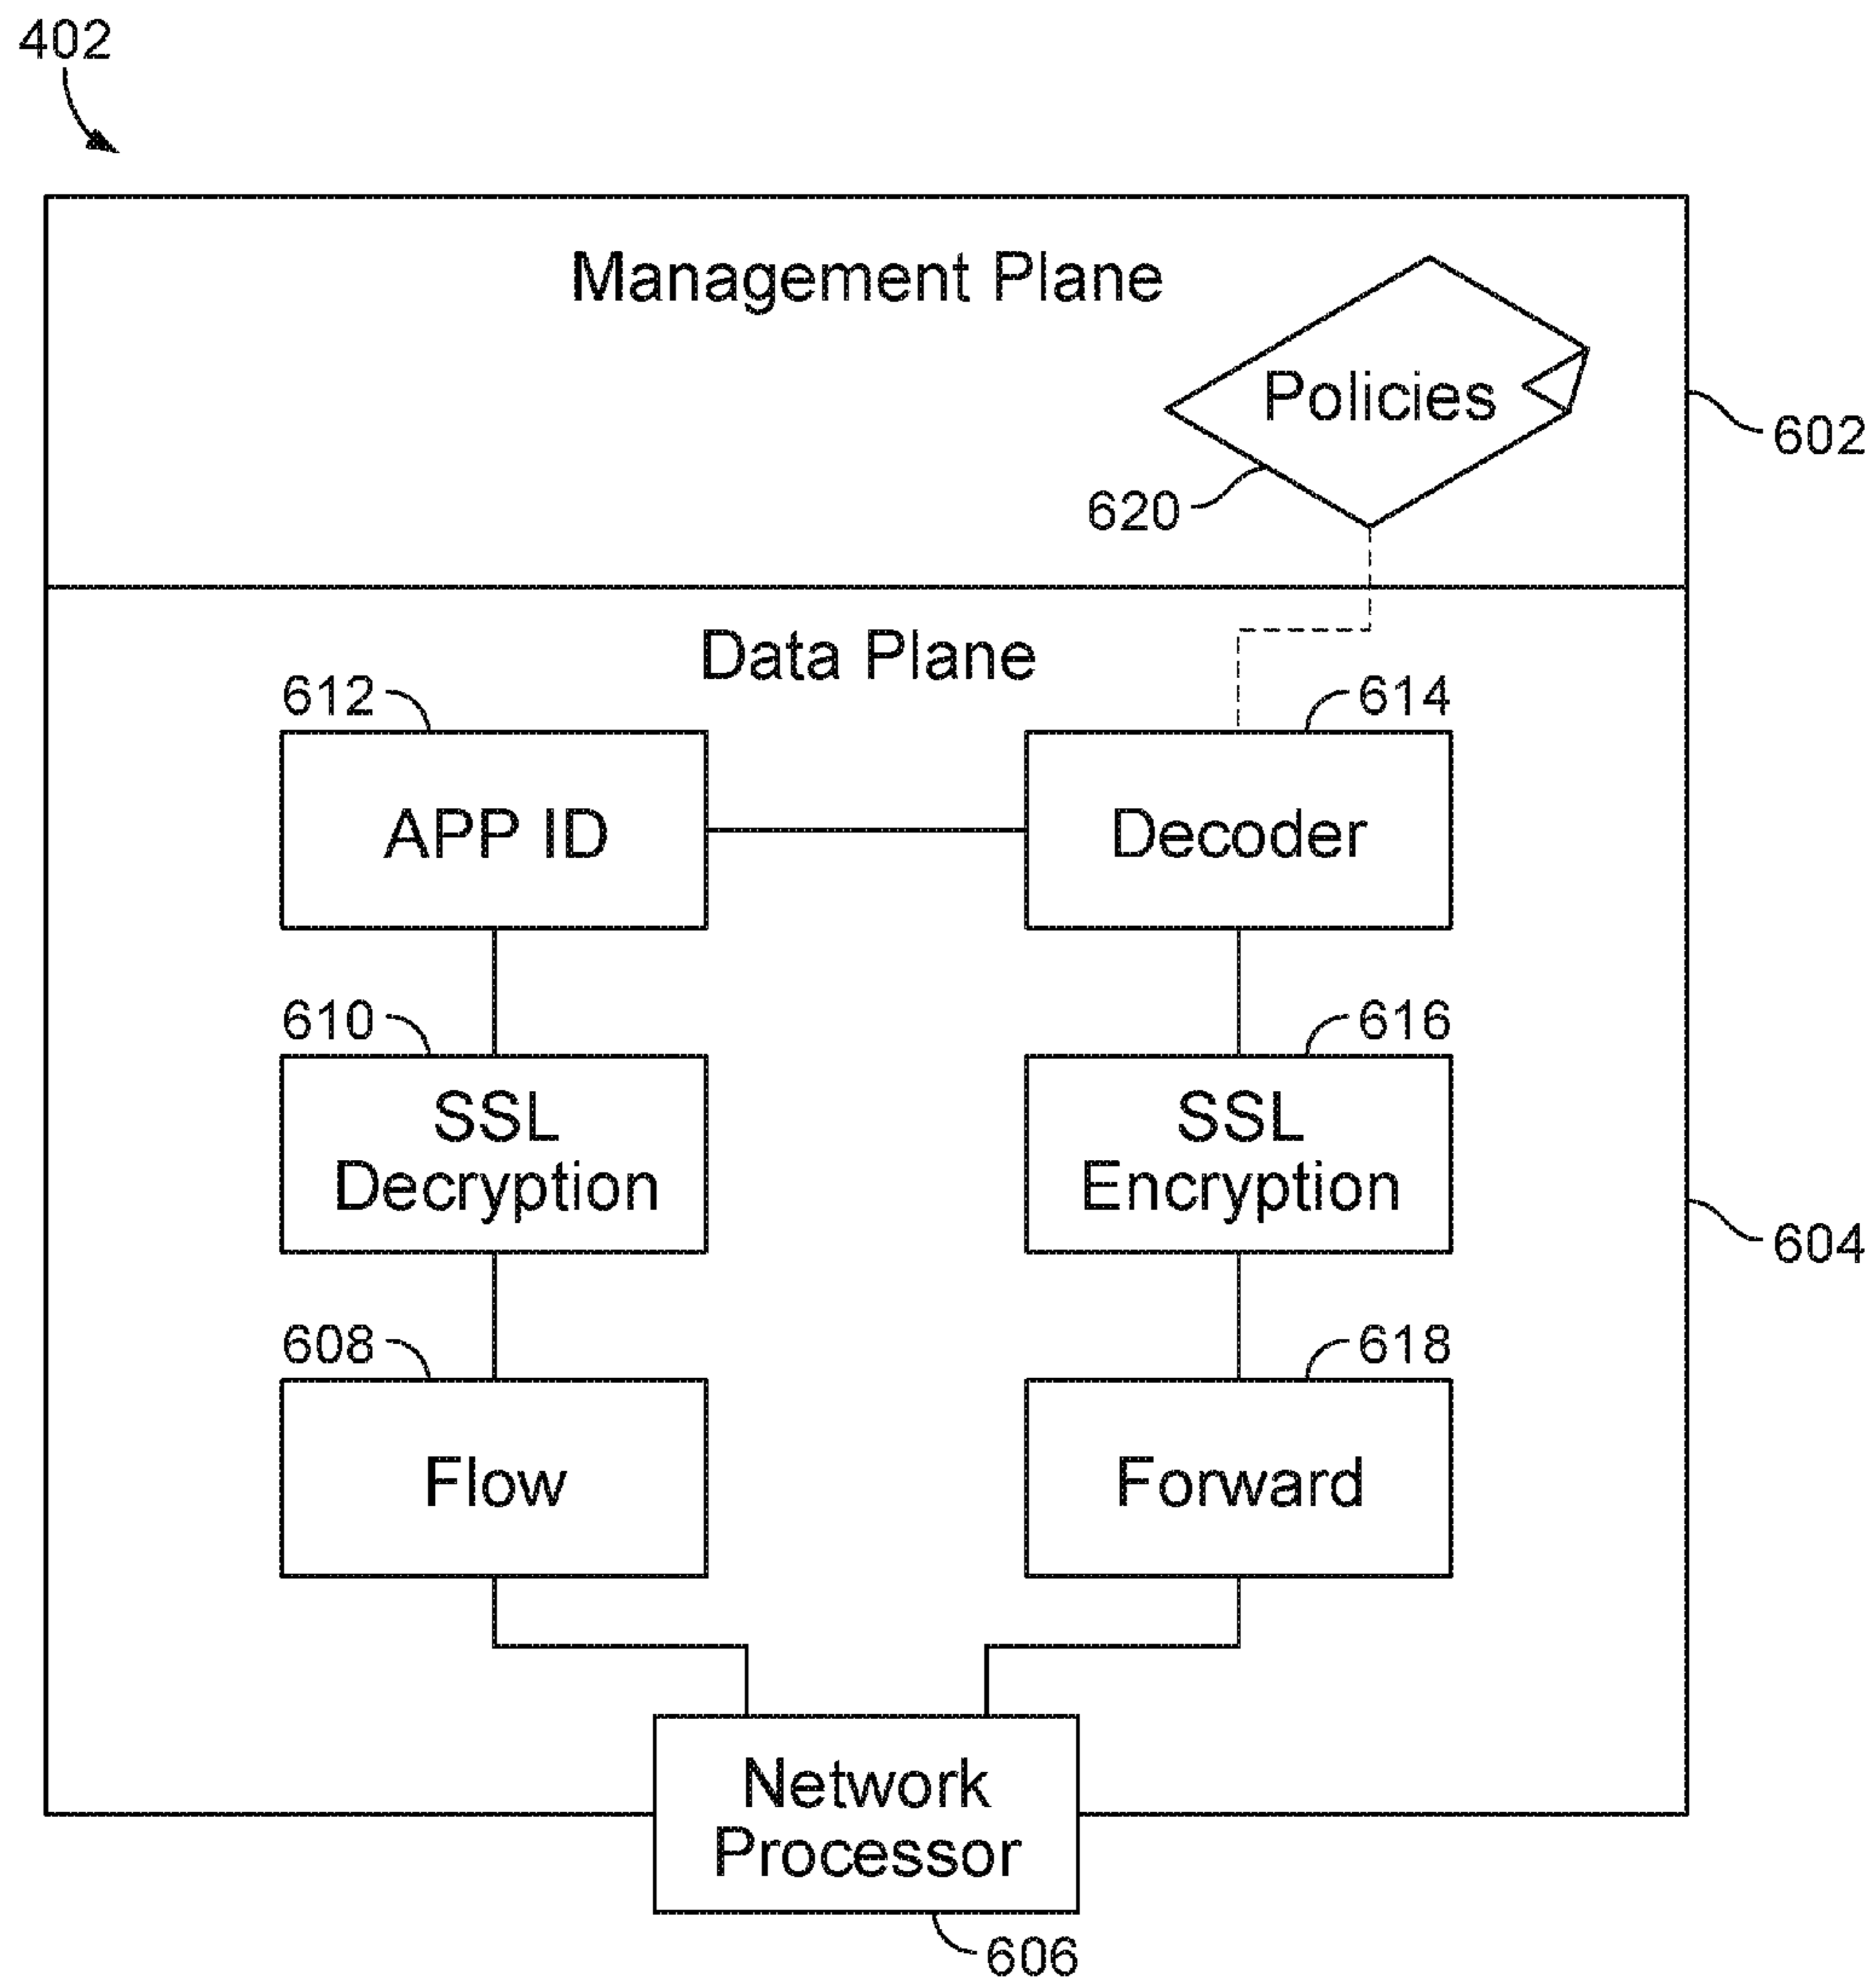 402
Management Plane
Policies
602
620
Data Plane
612
614
APP ID
Decoder
610
616
SSL
Decryption
SSL
Encryption
604
608
618
Flow
Forward
Network
Processor
606